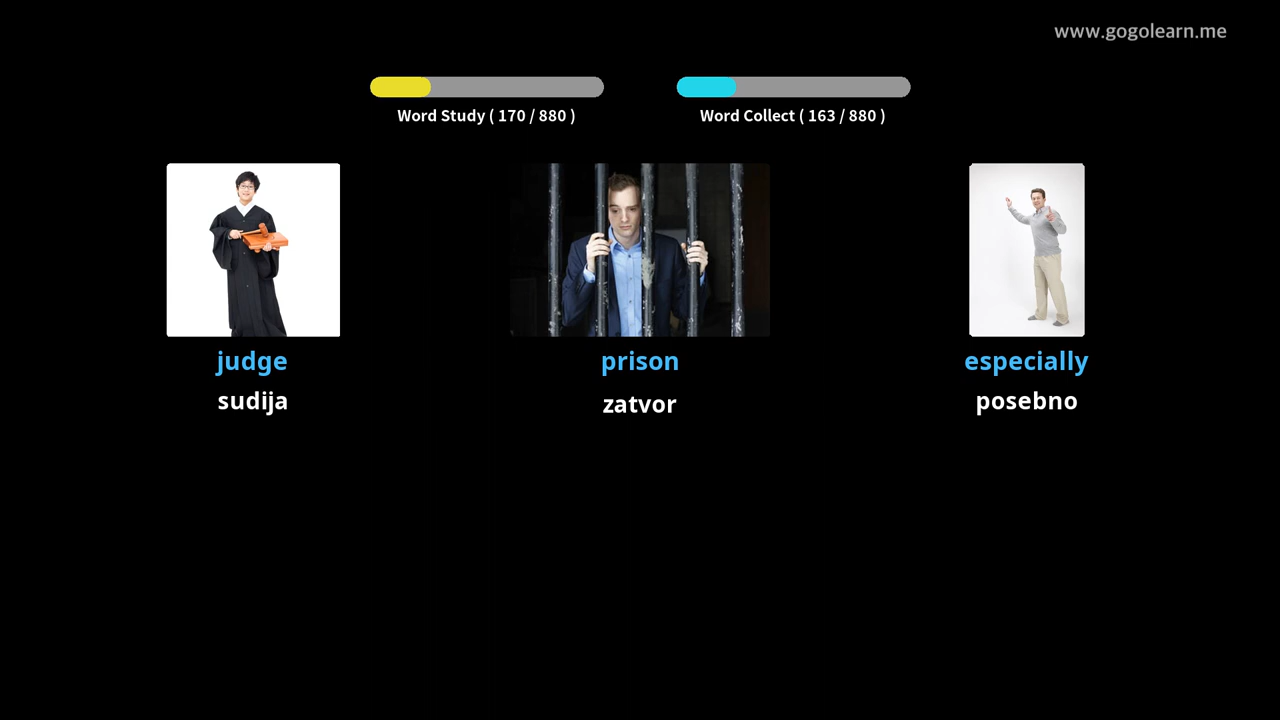 www.gogolearn.me
Word Study ( 170 / 880 )
Word Collect ( 163 / 880 )
judge
prison
especially
sudija
zatvor
posebno